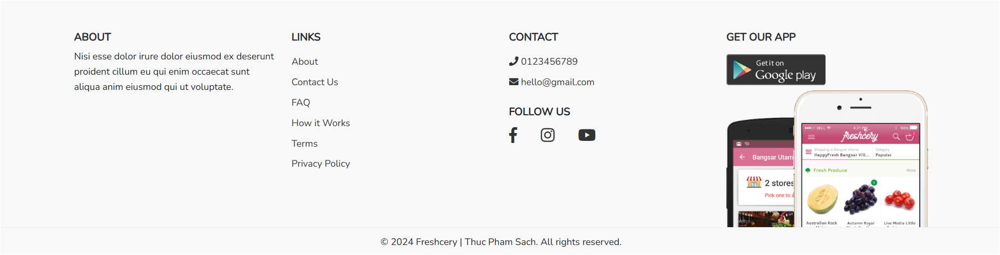 ABOUT
Nisi esse dolor irure dolor eiusmod ex deserunt
proident cillum eu qui enim occaecat sunt
aliqua anim eiusmod qui ut voluptate.
LINKS
About
Contact Us
FAQ
How it Works
Terms
Privacy Policy
CONTACT
0123456789
hello@gmail.com
FOLLOW US
GET OUR APP
Get it on
Google play
Bangsar Utam
2 stores
Pick one to s
BELL 4:21 PM 100%
freshcery
1
Shopping in Bangsar Utama
HappyFresh Bangsar Vill...
Category
Popular
Fresh Produce
More
1
Australian Rock
Autumn Royal
Live Media Little
© 2024 Freshcery | Thuc Pham Sach. All rights reserved.